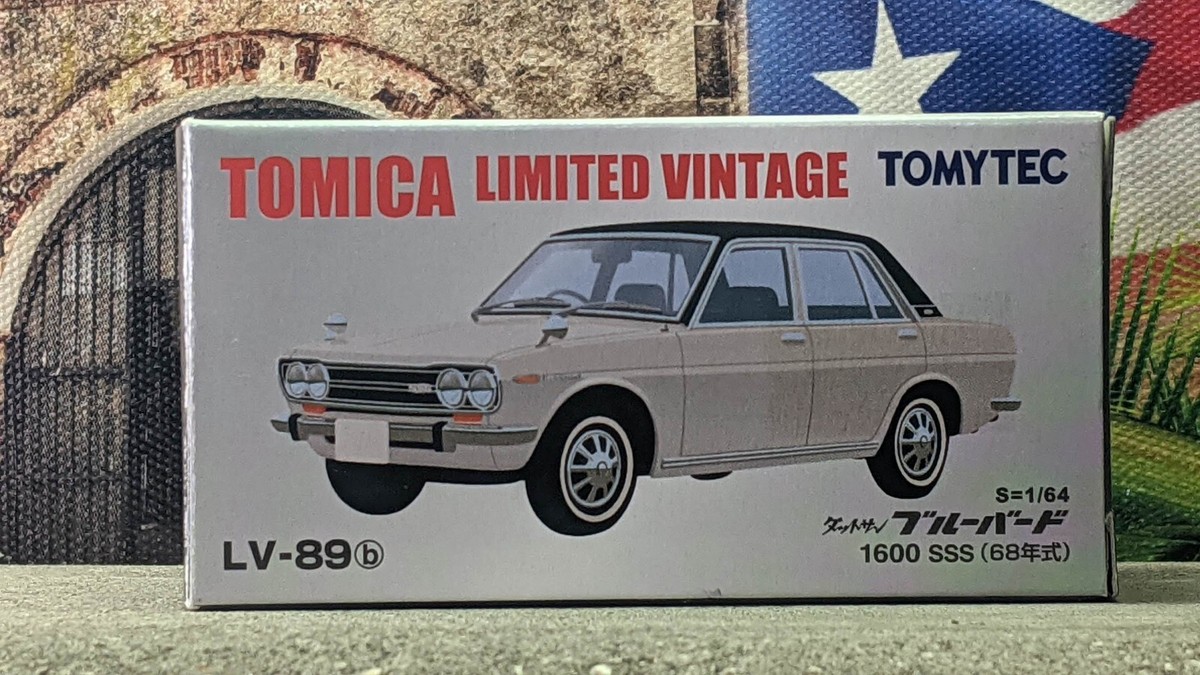 TOMICA LIMITED VINTAGE TOMYTEC
S=1/64
ダットサン ブルーバード
LV-89ⓑ 1600 SSS (68年式)